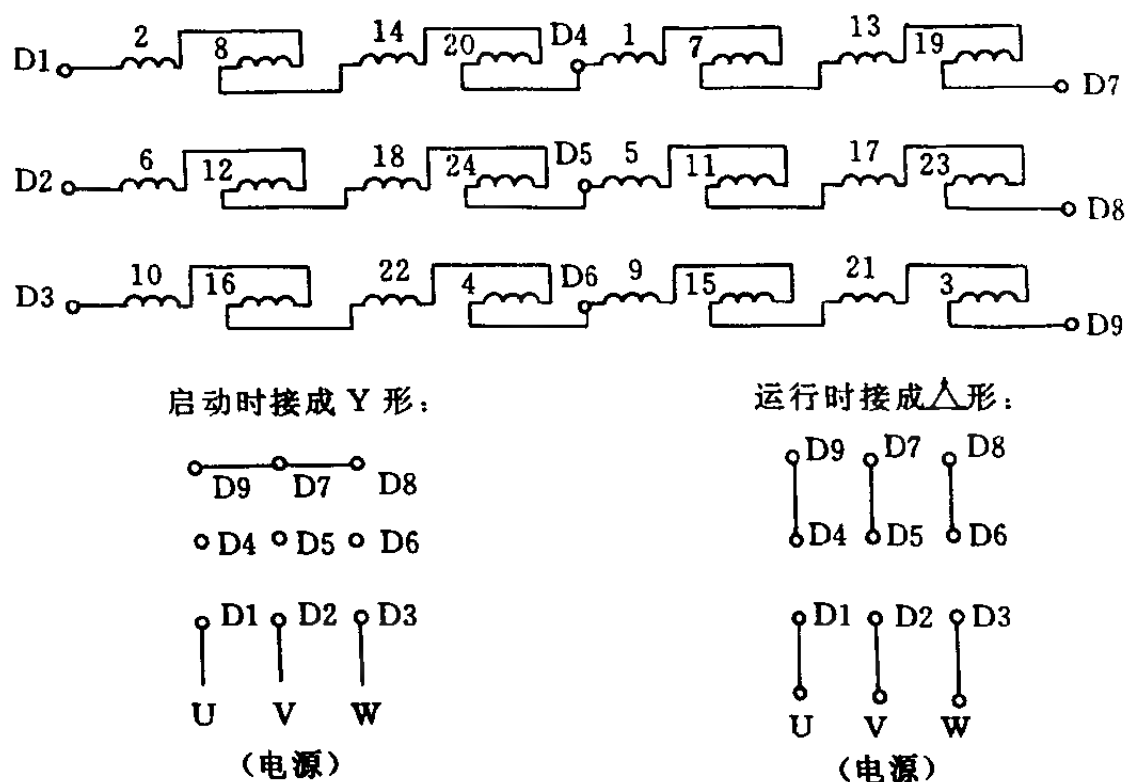 D1 2 8 14 20 D4 1 7 13 19 D7
D2 6 12 18 24 D5 5 11 17 23 D8
D3 10 16 22 4 D6 9 15 21 3 D9
启动时接成 Y 形： 运行时接成△形：
D9 D7 D8 D9 D7 D8
D4 D5 D6 D4 D5 D6
D1 D2 D3 D1 D2 D3
U V W U V W
（电源） （电源）